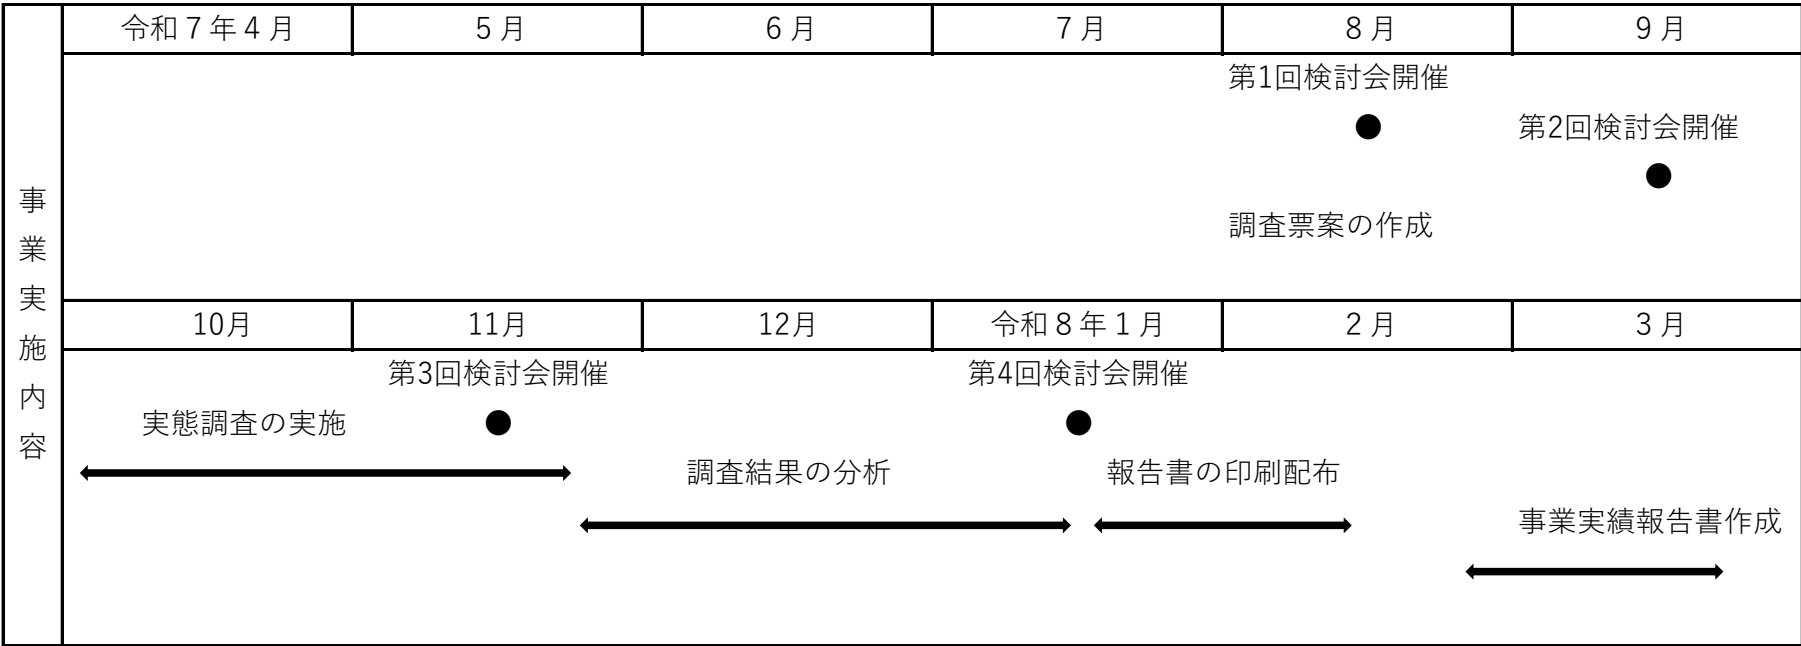 事業実施内容
令和７年４月 ５月 ６月 ７月 ８月 ９月
第1回検討会開催
第2回検討会開催
調査票案の作成
10月 11月 12月 令和８年１月 ２月 ３月
第3回検討会開催 第4回検討会開催
実態調査の実施
調査結果の分析 報告書の印刷配布
事業実績報告書作成